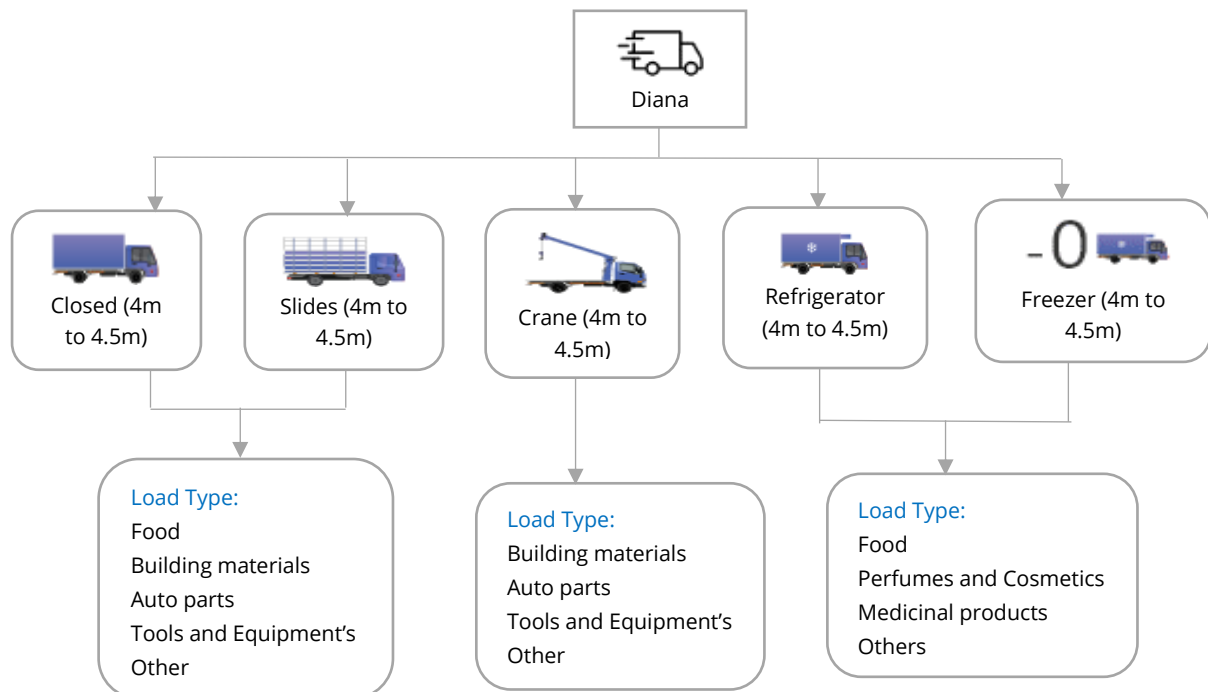 Diana
Closed (4m
to 4.5m)
Slides (4m to
4.5m)
Crane (4m to
4.5m)
Refrigerator
(4m to 4.5m)
-0
Freezer (4m to
4.5m)
Load Type:
Food
Building materials
Auto parts
Tools and Equipment’s
Other
Load Type:
Building materials
Auto parts
Tools and Equipment’s
Other
Load Type:
Food
Perfumes and Cosmetics
Medicinal products
Others